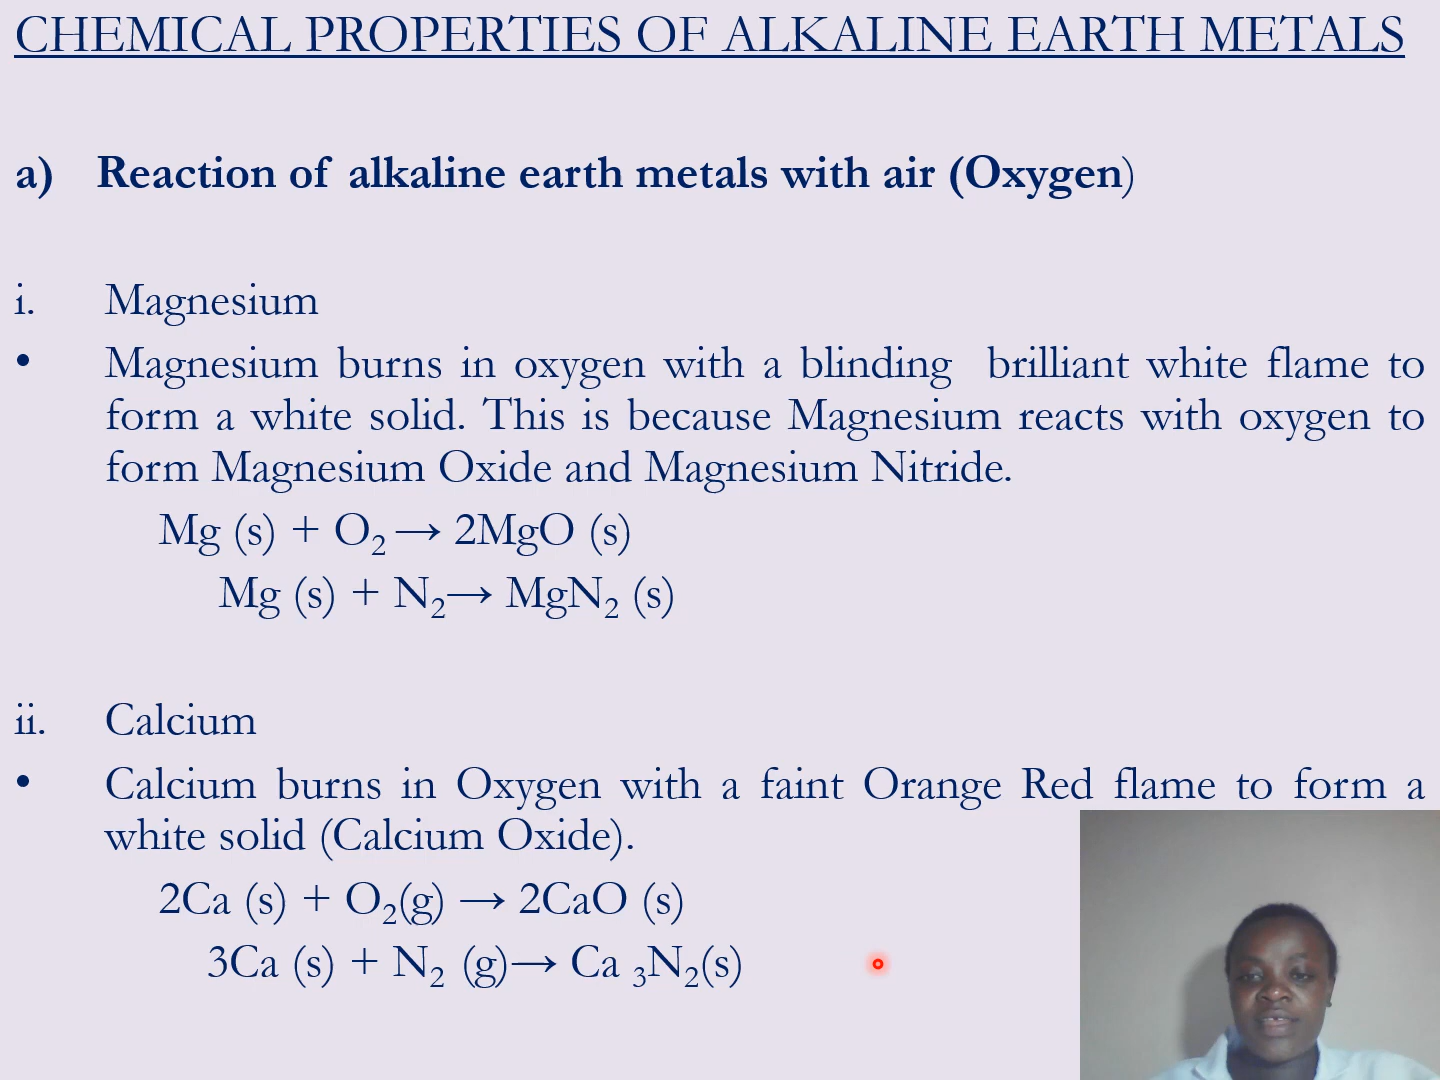 CHEMICAL PROPERTIES OF ALKALINE EARTH METALS
a) Reaction of alkaline earth metals with air (Oxygen)
i. Magnesium
• Magnesium burns in oxygen with a blinding brilliant white flame to
form a white solid. This is because Magnesium reacts with oxygen to
form Magnesium Oxide and Magnesium Nitride.
Mg (s) + O₂ → 2MgO (s)
Mg (s) + N₂→ MgN₂ (s)
ii. Calcium
• Calcium burns in Oxygen with a faint Orange Red flame to form a
white solid (Calcium Oxide).
2Ca (s) + O₂(g) → 2CaO (s)
3Ca (s) + N₂ (g)→ Ca ₃N₂(s)